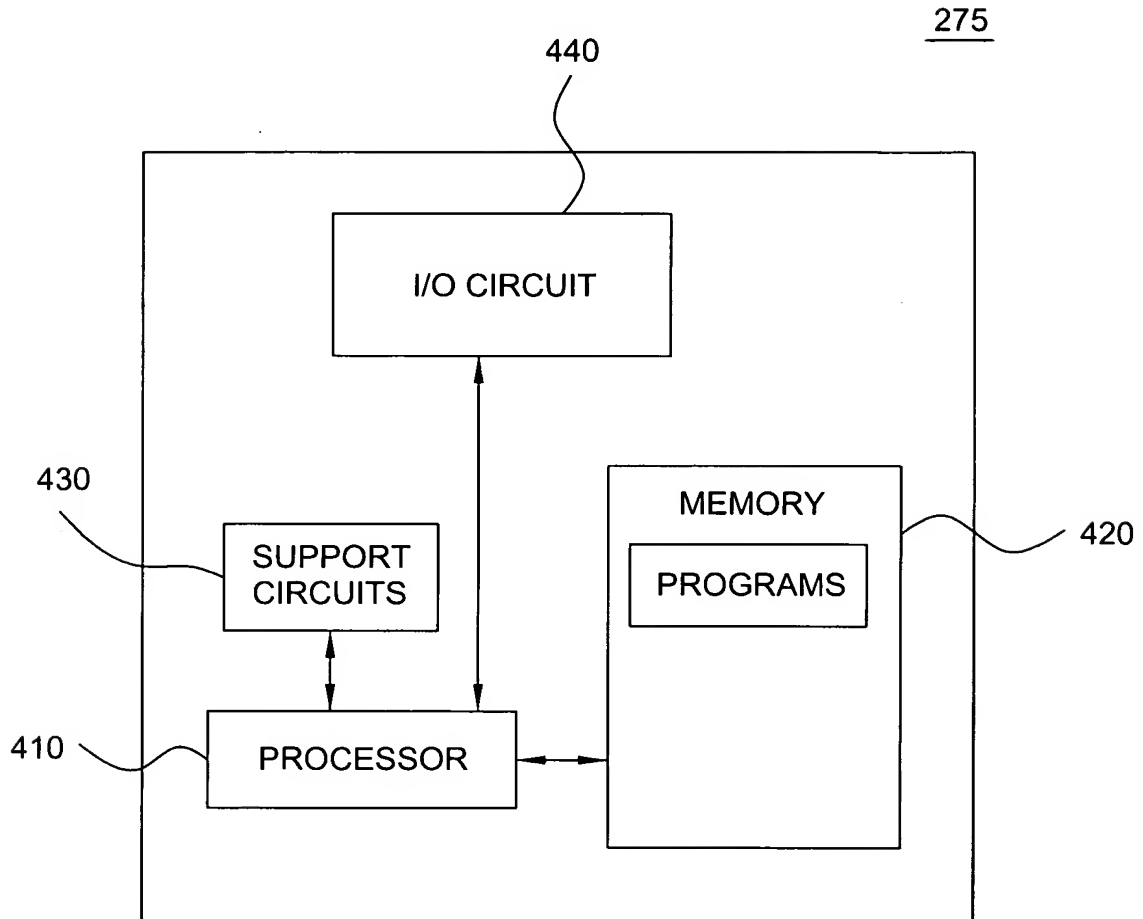 275
440
I/O CIRCUIT
430
MEMORY
420
SUPPORT
CIRCUITS
PROGRAMS
410
PROCESSOR